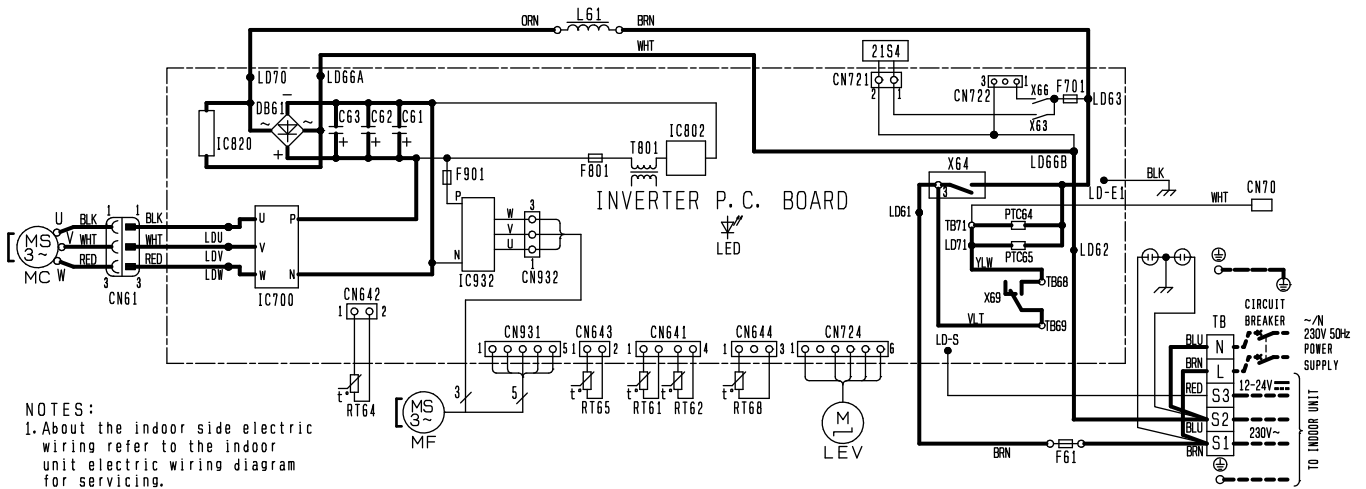 ORN
L61
BRN
WHT
21S4
LD70
LD66A
CN721
2
1
3
1
CN722
X66
F701
X63
LD63
DB61
−
~
~
+
C63
C62
C61
+
+
+
IC820
IC802
T801
F801
F901
LD66B
X64
3
LD-E1
BLK
WHT
CN70
INVERTER P.C. BOARD
LED
LD61
TB71
PTC64
LD71
PTC65
LD62
YLW
TB68
X69
VLT
TB69
U
BLK
1
1
BLK
LDU
U
P
MS
3~
V
WHT
WHT
LDV
V
W
RED
RED
LDW
W
N
MC
3
3
CN61
IC700
P
N
IC932
W
V
U
3
1
CN932
CN642
1
2
CN931
1
5
CN643
1
2
CN641
1
4
CN644
1
3
CN724
1
6
LD-S
t°
RT64
3
5
MS
3~
MF
t°
RT65
t°
RT61
t°
RT62
t°
RT68
M
LEV
CIRCUIT
BREAKER
TB
~/N
230V 50Hz
POWER
SUPPLY
BLU
N
BRN
L
RED
S3
12-24V
S2
BLU
230V~
S1
BRN
BRN
F61
TO INDOOR UNIT
NOTES:
1. About the indoor side electric
wiring refer to the indoor
unit electric wiring diagram
for servicing.